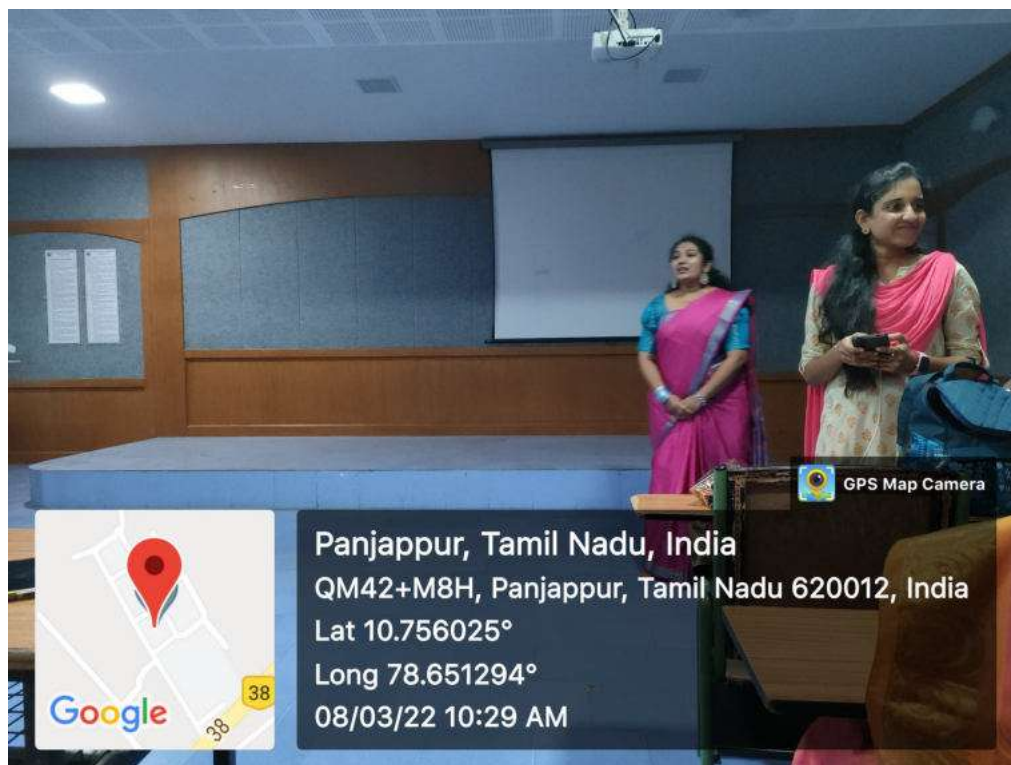 GPS Map Camera
Panjappur, Tamil Nadu, India
QM42+M8H, Panjappur, Tamil Nadu 620012, India
Lat 10.756025°
Long 78.651294°
08/03/22 10:29 AM
Google
38
38